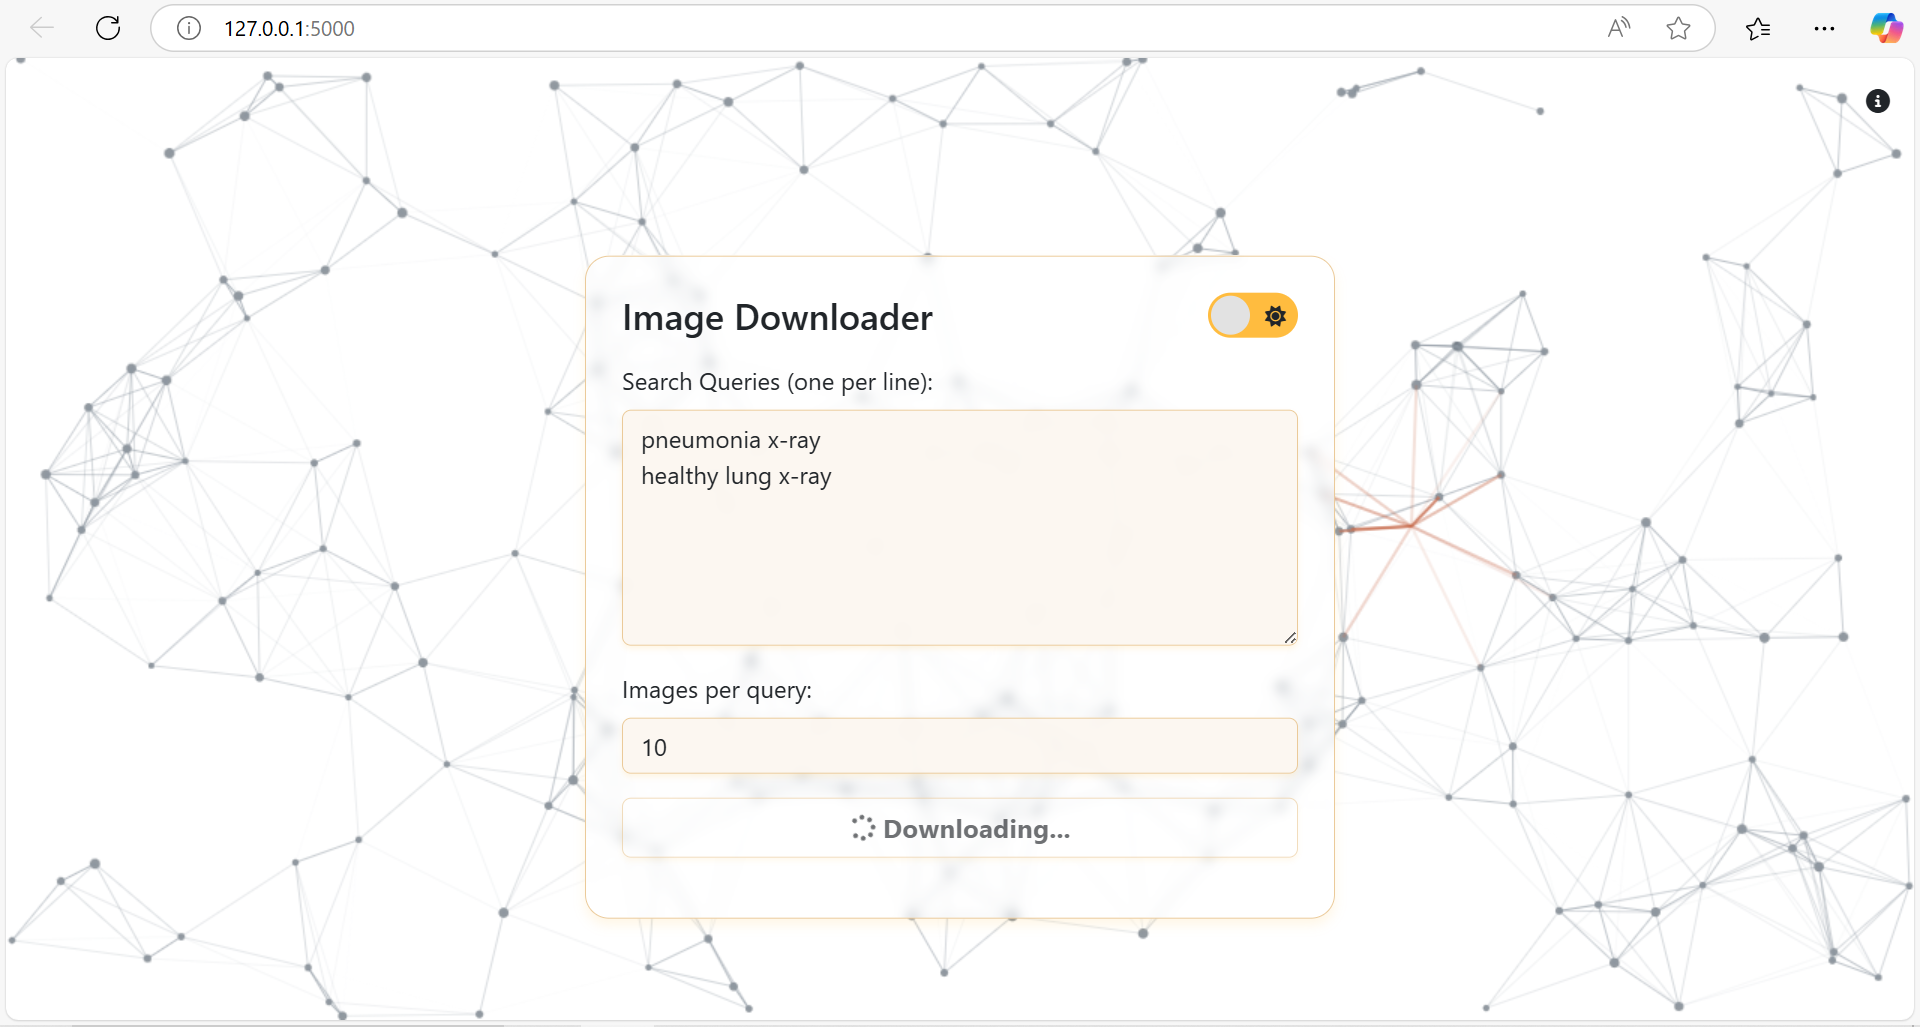 127.0.0.1:5000
Image Downloader
Search Queries (one per line):
pneumonia x-ray
healthy lung x-ray
Images per query:
10
Downloading...